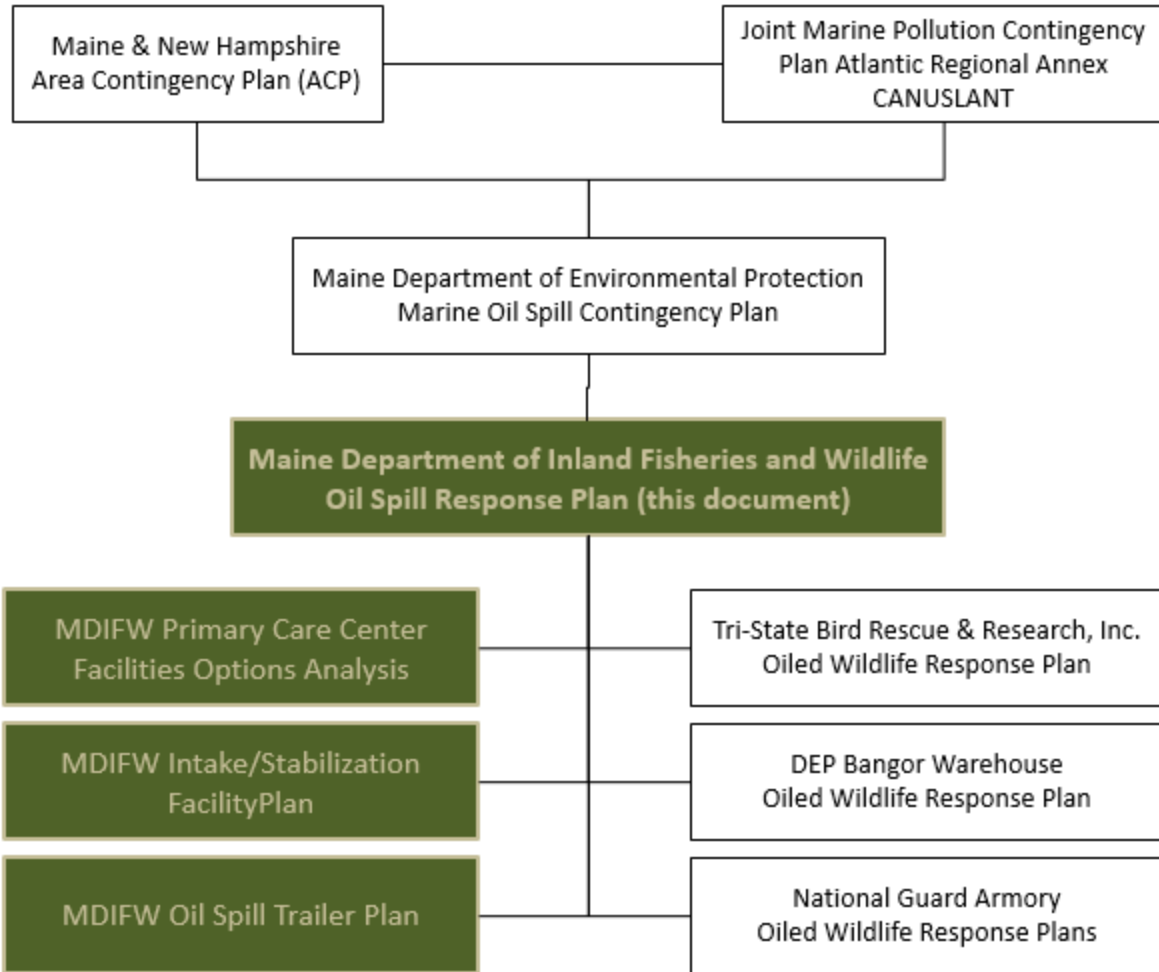 Maine & New Hampshire
Area Contingency Plan (ACP)
Joint Marine Pollution Contingency
Plan Atlantic Regional Annex
CANUSLANT
Maine Department of Environmental Protection
Marine Oil Spill Contingency Plan
Maine Department of Inland Fisheries and Wildlife
Oil Spill Response Plan (this document)
MDIFW Primary Care Center
Facilities Options Analysis
Tri-State Bird Rescue & Research, Inc.
Oiled Wildlife Response Plan
MDIFW Intake/Stabilization
FacilityPlan
DEP Bangor Warehouse
Oiled Wildlife Response Plan
MDIFW Oil Spill Trailer Plan
National Guard Armory
Oiled Wildlife Response Plans